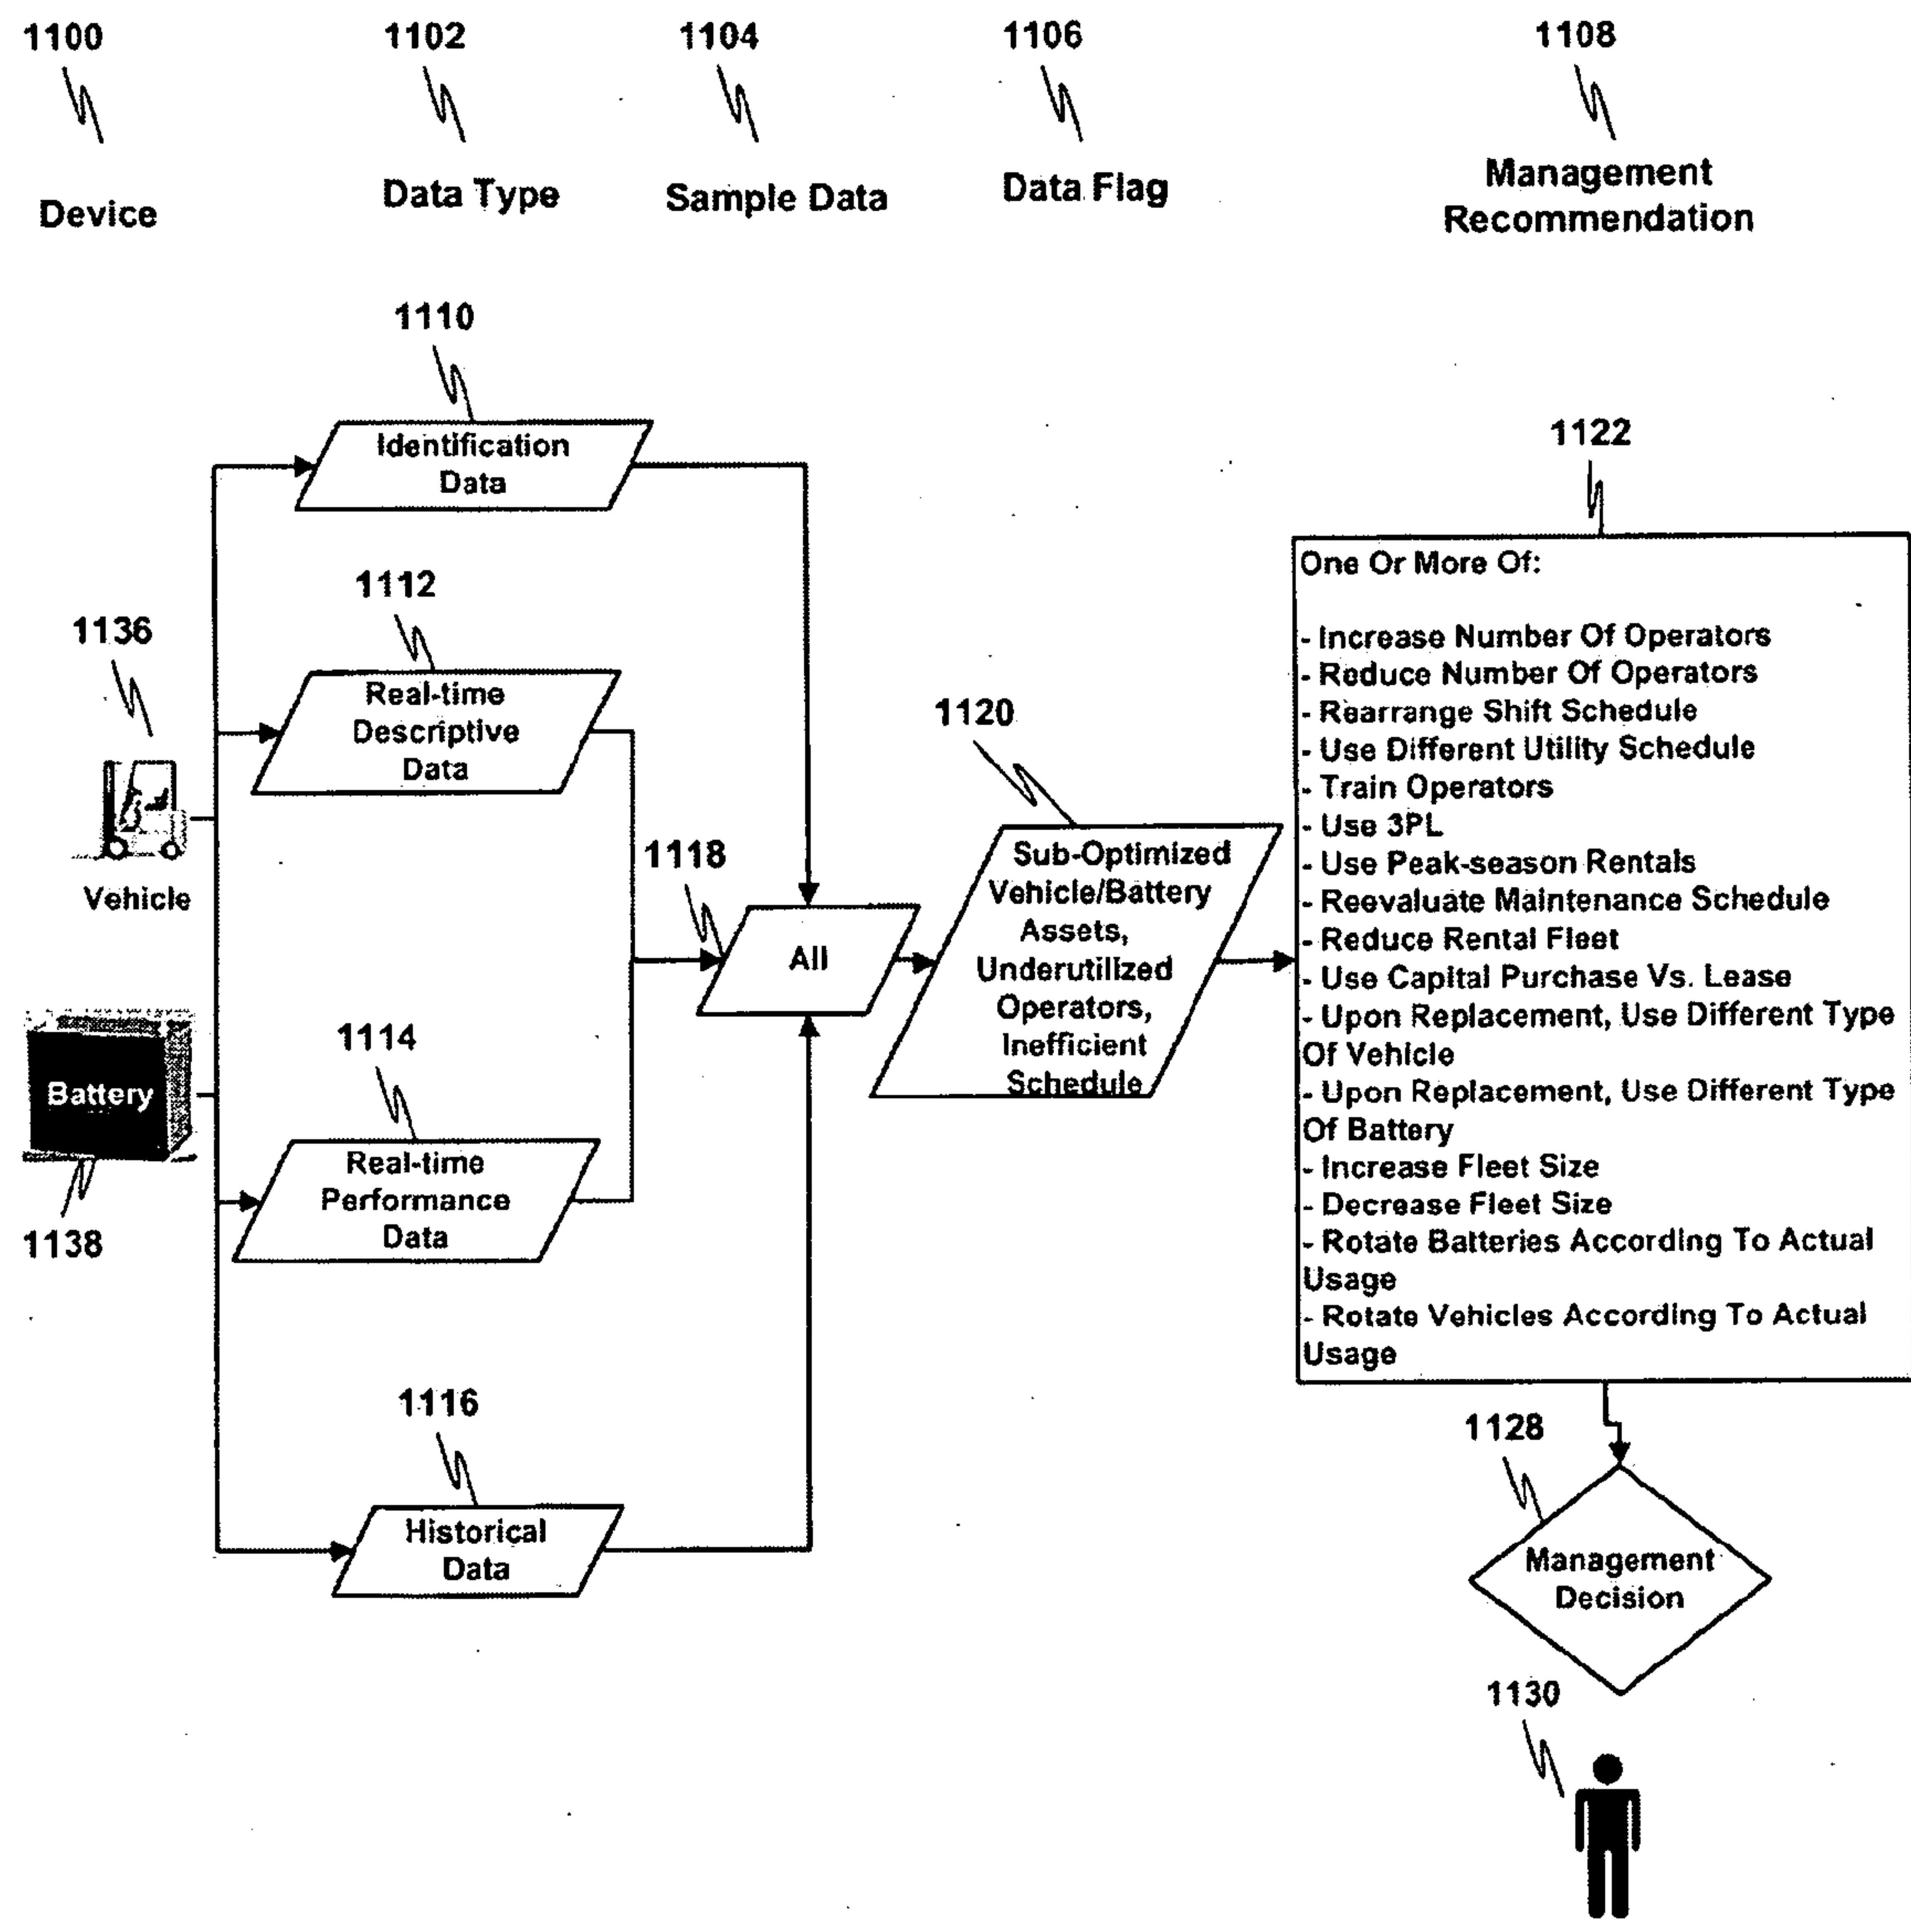 1100
1102
1104
1106
1108
Device
Data Type
Sample Data
Data Flag
Management
Recommendation
1110
Identification
Data
1112
Real-time
Descriptive
Data
1136
Vehicle
Battery
1138
1114
Real-time
Performance
Data
1116
Historical
Data
1118
All
1120
Sub-Optimized
Vehicle/Battery
Assets,
Underutilized
Operators,
Inefficient
Schedule
1122
One Or More Of:
- Increase Number Of Operators
- Reduce Number Of Operators
- Rearrange Shift Schedule
- Use Different Utility Schedule
- Train Operators
- Use 3PL
- Use Peak-season Rentals
- Reevaluate Maintenance Schedule
- Reduce Rental Fleet
- Use Capital Purchase Vs. Lease
- Upon Replacement, Use Different Type
Of Vehicle
- Upon Replacement, Use Different Type
Of Battery
- Increase Fleet Size
- Decrease Fleet Size
- Rotate Batteries According To Actual
Usage
- Rotate Vehicles According To Actual
Usage
1128
Management
Decision
1130